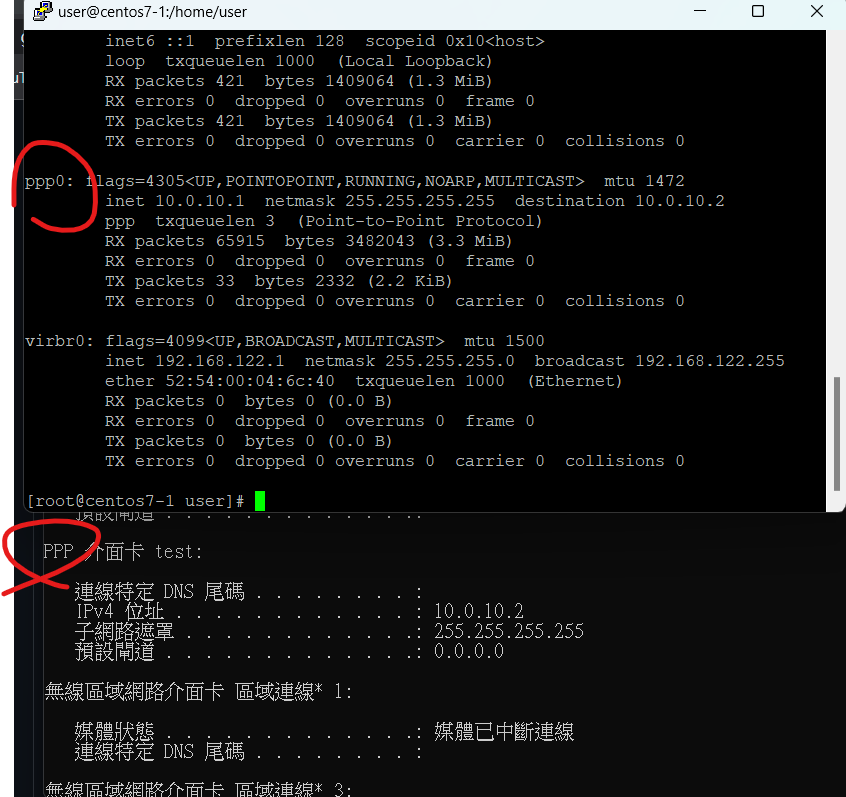 user@centos7-1:/home/user
inet6 ::1 prefixlen 128 scopeid 0x10<host>
loop txqueuelen 1000 (Local Loopback)
RX packets 421 bytes 1409064 (1.3 MiB)
RX errors 0 dropped 0 overruns 0 frame 0
TX packets 421 bytes 1409064 (1.3 MiB)
TX errors 0 dropped 0 overruns 0 carrier 0 collisions 0
ppp0: flags=4305<UP,POINTOPOINT,RUNNING,NOARP,MULTICAST> mtu 1472
inet 10.0.10.1 netmask 255.255.255.255 destination 10.0.10.2
ppp txqueuelen 3 (Point-to-Point Protocol)
RX packets 65915 bytes 3482043 (3.3 MiB)
RX errors 0 dropped 0 overruns 0 frame 0
TX packets 33 bytes 2332 (2.2 KiB)
TX errors 0 dropped 0 overruns 0 carrier 0 collisions 0
virbr0: flags=4099<UP,BROADCAST,MULTICAST> mtu 1500
inet 192.168.122.1 netmask 255.255.255.0 broadcast 192.168.122.255
ether 52:54:00:04:6c:40 txqueuelen 1000 (Ethernet)
RX packets 0 bytes 0 (0.0 B)
RX errors 0 dropped 0 overruns 0 frame 0
TX packets 0 bytes 0 (0.0 B)
TX errors 0 dropped 0 overruns 0 carrier 0 collisions 0
[root@centos7-1 user]#
預設閘道 . . . . . . . . . . . . .:
PPP 介面卡 test:
連線特定 DNS 尾碼 . . . . . . . . :
IPv4 位址 . . . . . . . . . . . . : 10.0.10.2
子網路遮罩 . . . . . . . . . . . .: 255.255.255.255
預設閘道 . . . . . . . . . . . . .: 0.0.0.0
無線區域網路介面卡 區域連線* 1:
媒體狀態 . . . . . . . . . . . . .: 媒體已中斷連線
連線特定 DNS 尾碼 . . . . . . . . :
無線區域網路介面卡 區域連線* 3: